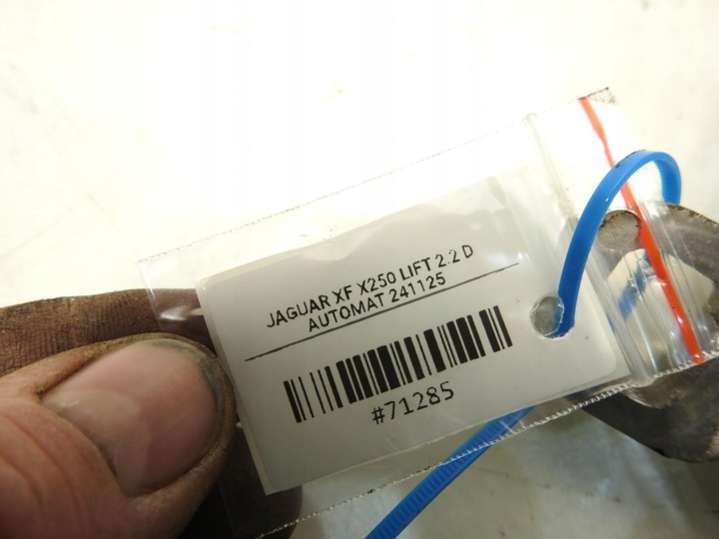 JAGUAR XF X250 LIFT 2.2 D
AUTOMAT 241125
#71285